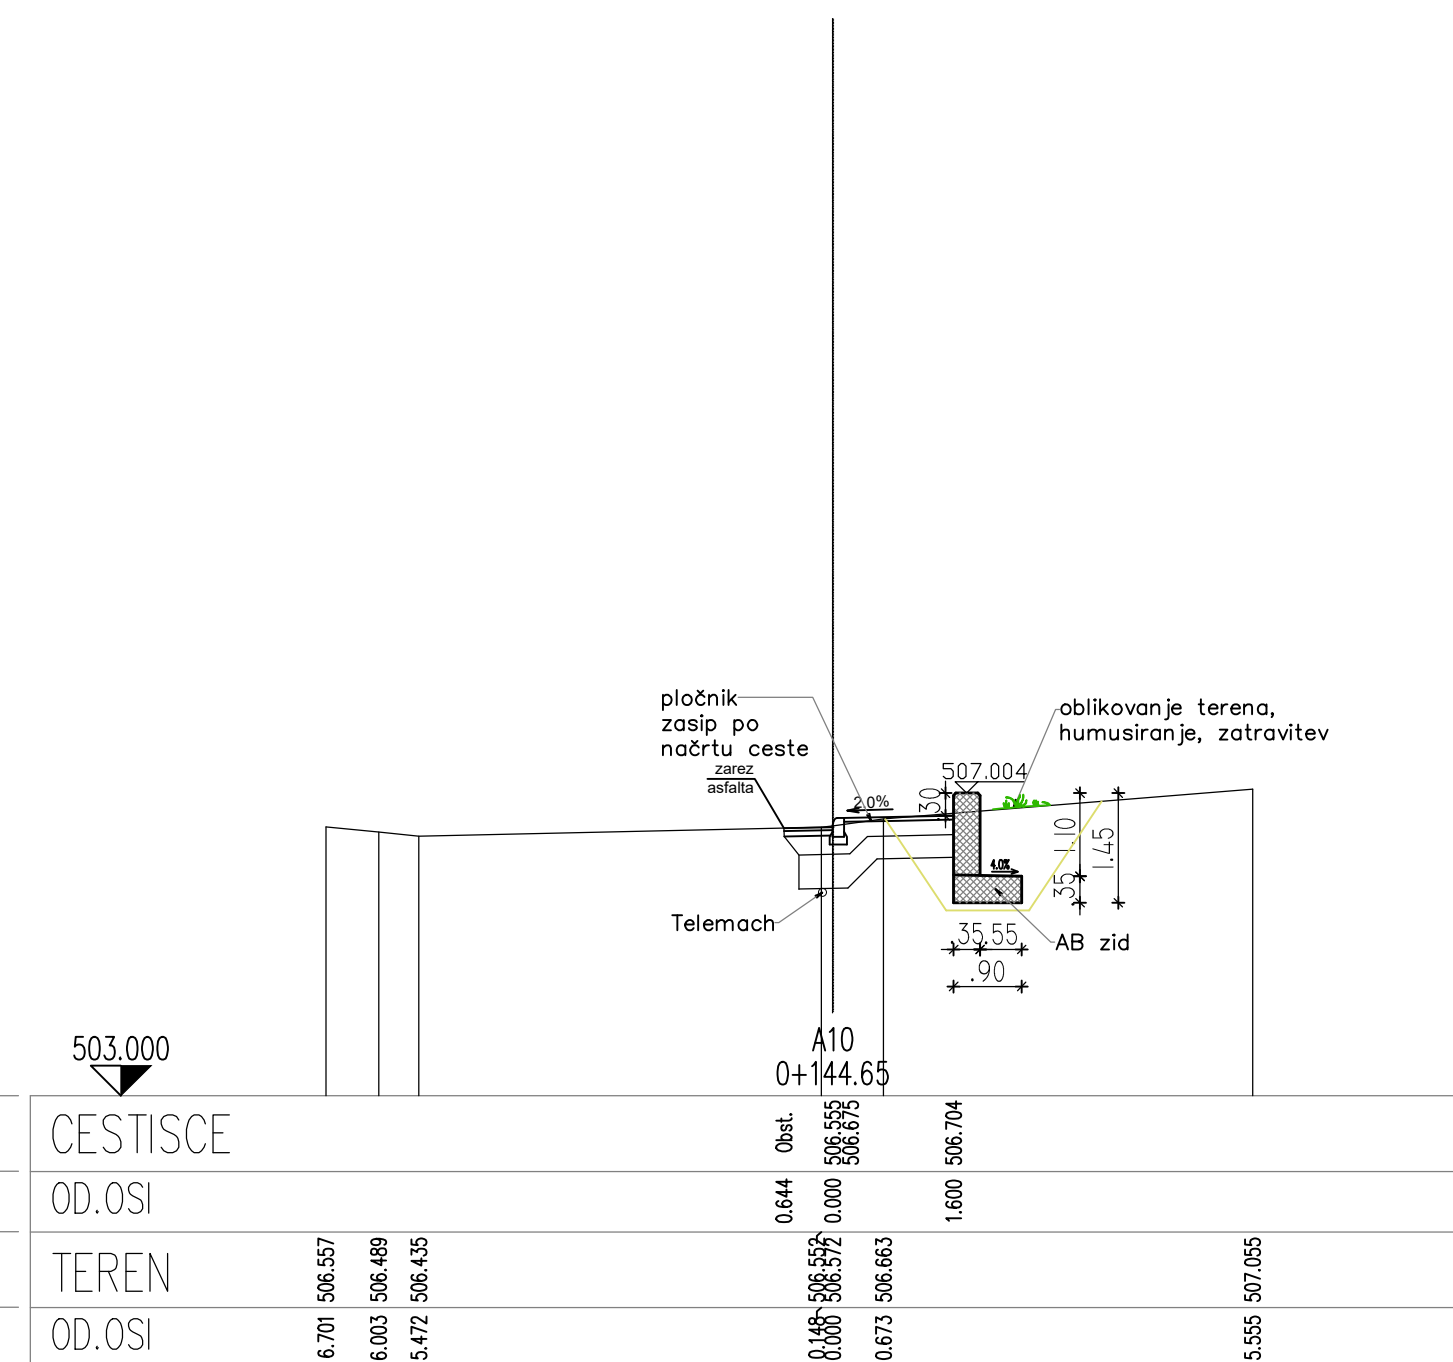 pločnik
zasip po
načrtu ceste
zarez
asfalta
oblikovanje terena,
humusiranje, zatravitev
507.004
2.0%
.30
1.10
1.45
.35
4.0%
Telemach
.35 .55
AB zid
.90
A10
0+144.65
503.000
CESTISCE Obst. 506.555 506.675 506.704
OD.OSI 0.644 0.000 1.600
TEREN 506.557 506.489 506.435 506.552 506.572 506.663 507.055
OD.OSI 6.701 6.003 5.472 0.148 0.000 0.673 5.555